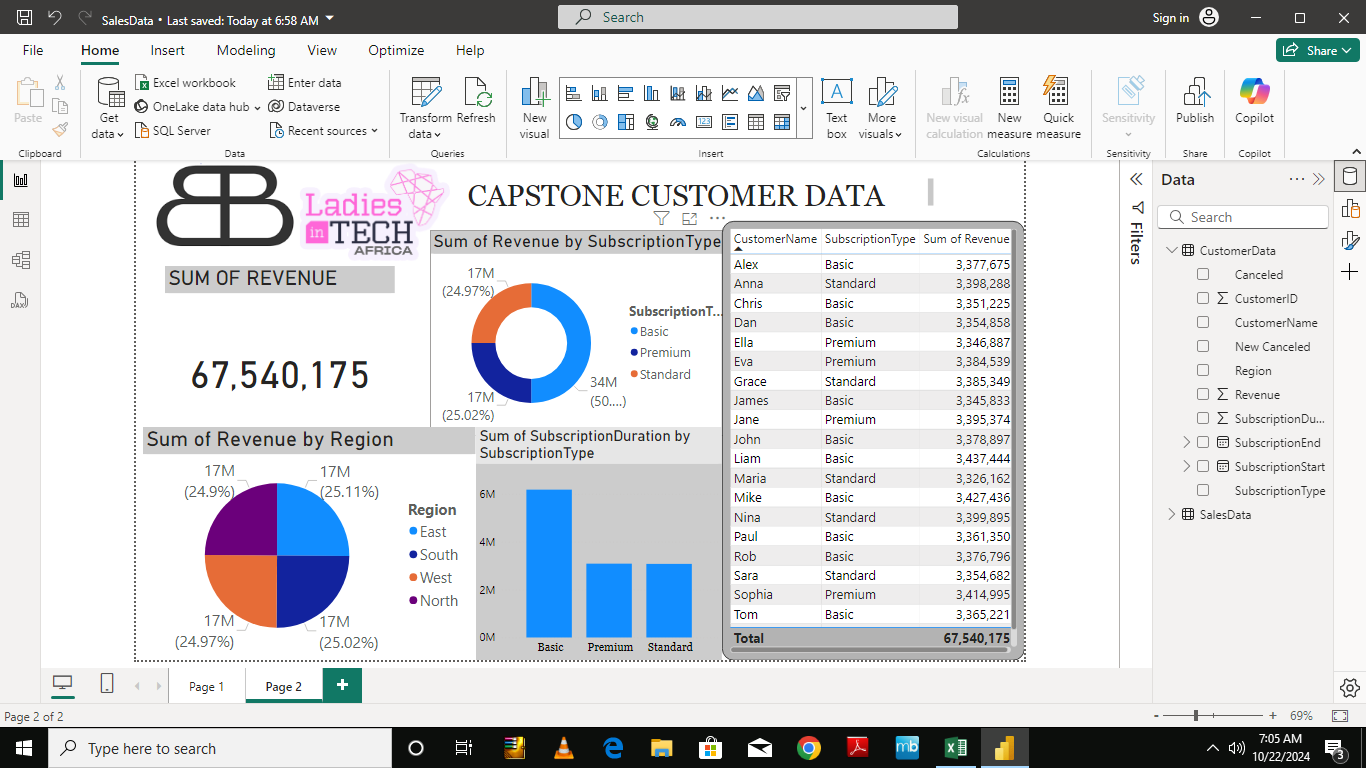 SalesData • Last saved: Today at 6:58 AM
Search
Sign in
File
Home
Insert
Modeling
View
Optimize
Help
Share
Paste
Get data
Excel workbook
OneLake data hub
SQL Server
Enter data
Dataverse
Recent sources
Transform data
Refresh
New visual
Text box
More visuals
New visual calculation
New measure
Quick measure
Sensitivity
Publish
Copilot
Clipboard
Data
Queries
Insert
Calculations
Sensitivity
Share
Copilot
Ladies
in TECH
AFRICA
CAPSTONE CUSTOMER DATA
SUM OF REVENUE
67,540,175
Sum of Revenue by SubscriptionType
17M
(24.97%)
17M
(25.02%)
34M
(50....)
SubscriptionT...
Basic
Premium
Standard
Sum of Revenue by Region
17M
(24.9%)
17M
(25.11%)
17M
(24.97%)
17M
(25.02%)
Region
East
South
West
North
Sum of SubscriptionDuration by
SubscriptionType
6M
4M
2M
0M
Basic Premium Standard
CustomerName SubscriptionType Sum of Revenue
Alex Basic 3,377,675
Anna Standard 3,398,288
Chris Basic 3,351,225
Dan Basic 3,354,858
Ella Premium 3,346,887
Eva Premium 3,384,539
Grace Standard 3,385,349
James Basic 3,345,833
Jane Premium 3,395,374
John Basic 3,378,897
Liam Basic 3,437,444
Maria Standard 3,326,162
Mike Basic 3,427,436
Nina Standard 3,399,895
Paul Basic 3,361,350
Rob Basic 3,376,796
Sara Standard 3,354,682
Sophia Premium 3,414,995
Tom Basic 3,365,221
Total 67,540,175
Filters
Data
Search
CustomerData
Canceled
CustomerID
CustomerName
New Canceled
Region
Revenue
SubscriptionDu...
SubscriptionEnd
SubscriptionStart
SubscriptionType
SalesData
Page 1
Page 2
Page 2 of 2
69%
Type here to search
7:05 AM
10/22/2024
3